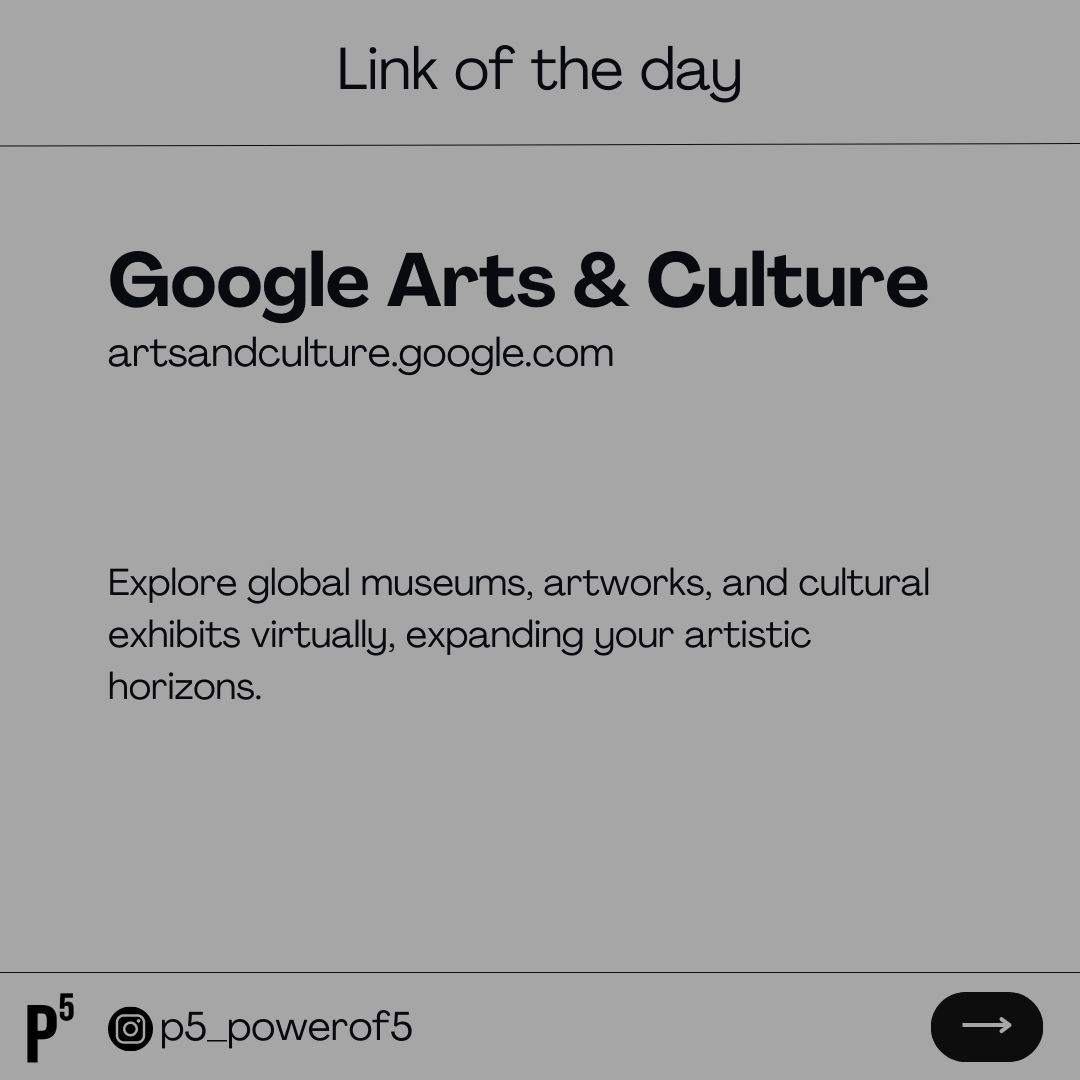 Link of the day
Google Arts & Culture
artsandculture.google.com
Explore global museums, artworks, and cultural
exhibits virtually, expanding your artistic
horizons.
P⁵
p5_powerof5